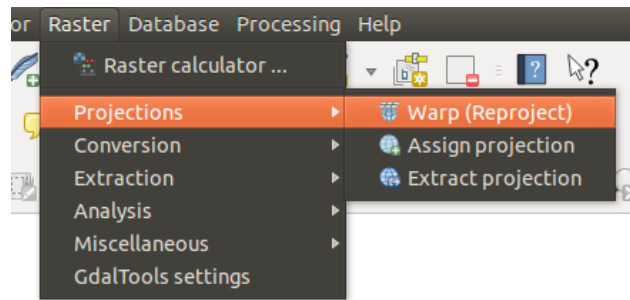 or Raster Database Processing Help
Raster calculator ...
Projections
Conversion
Extraction
Analysis
Miscellaneous
GdalTools settings
Warp (Reproject)
Assign projection
Extract projection